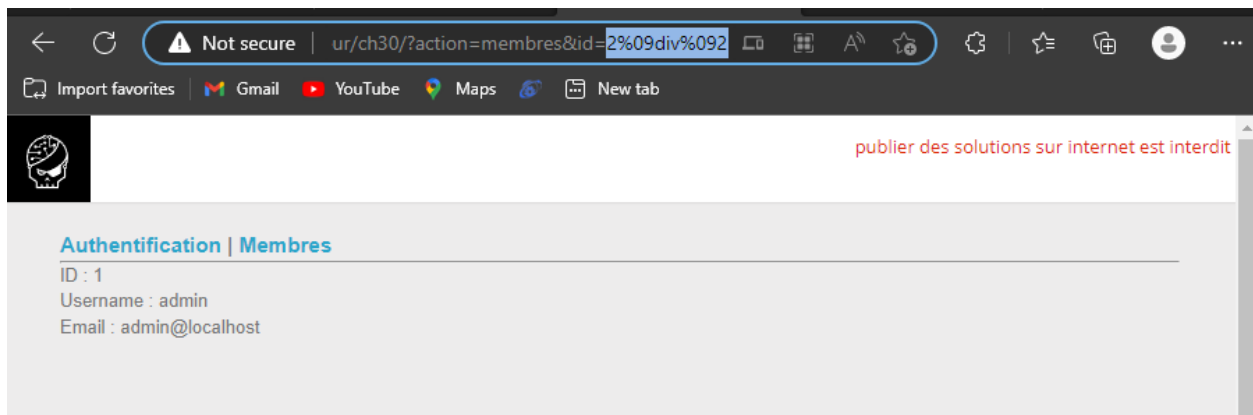 Not secure | ur/ch30/?action=membres&id=2%09div%092
Import favorites Gmail YouTube Maps New tab
publier des solutions sur internet est interdit
Authentification | Membres
ID : 1
Username : admin
Email : admin@localhost